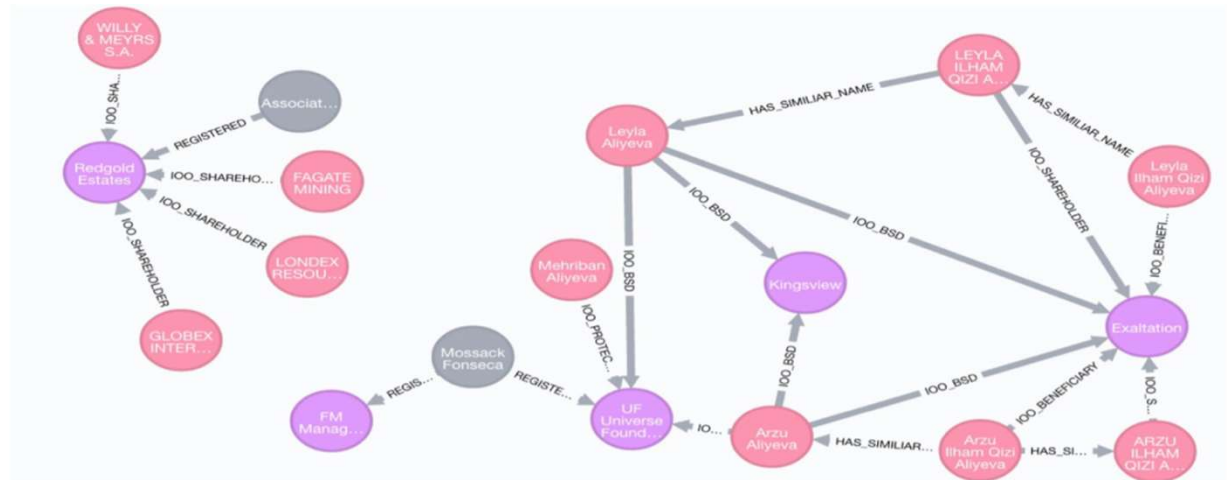 WILLY
& MEYRS
S.A.
IOO_SHA...
Associat...
REGISTERED
Redgold
Estates
IOO_SHAREHO...
FAGATE
MINING
IOO_SHAREHOLDER
LONDEX
RESOU...
IOO_SHAREHOLDER
GLOBEX
INTER...
LEYLA
ILHAM
QIZI A...
HAS_SIMILIAR_NAME
HAS_SIMILIAR_NAME
Leyla
Aliyeva
Leyla
Ilham Qizi
Aliyeva
IOO_SHAREHOLDER
IOO_BSD
IOO_BSD
IOO_BSD
IOO_BENEFI...
Mehriban
Aliyeva
Kingsview
IOO_PROTEC...
Exaltation
Mossack
Fonseca
IOO_BSD
REGIS...
REGISTE...
IOO_BSD
IOO_BENEFICIARY
IOO_S...
FM
Manag...
UF
Universe
Found...
IO...
Arzu
Aliyeva
HAS_SIMILIAR...
Arzu
Ilham Qizi
Aliyeva
HAS_SI...
ARZU
ILHAM
QIZI A...